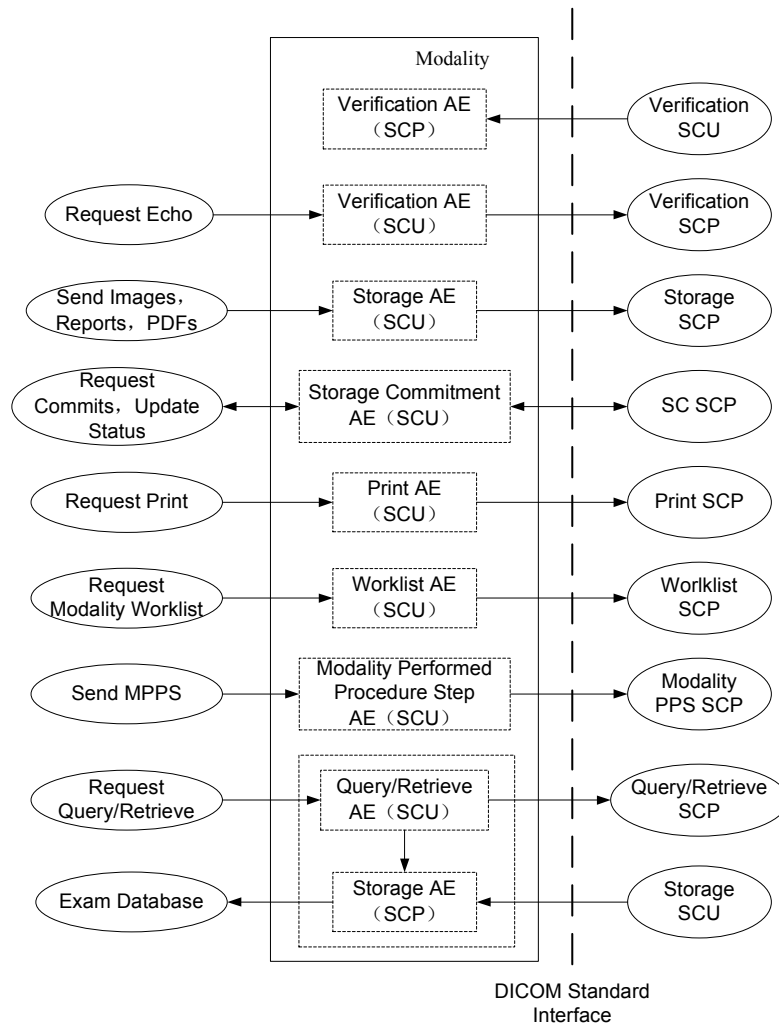 Modality
Verification AE
（SCP）
Verification
SCU
Request Echo
Verification AE
（SCU）
Verification
SCP
Send Images，
Reports，PDFs
Storage AE
（SCU）
Storage
SCP
Request
Commits，Update
Status
Storage Commitment
AE（SCU）
SC SCP
Request Print
Print AE
（SCU）
Print SCP
Request
Modality Worklist
Worklist AE
（SCU）
Worlklist
SCP
Send MPPS
Modality Performed
Procedure Step
AE（SCU）
Modality
PPS SCP
Request
Query/Retrieve
Query/Retrieve
AE（SCU）
Query/Retrieve
SCP
Exam Database
Storage AE
（SCP）
Storage
SCU
DICOM Standard
Interface